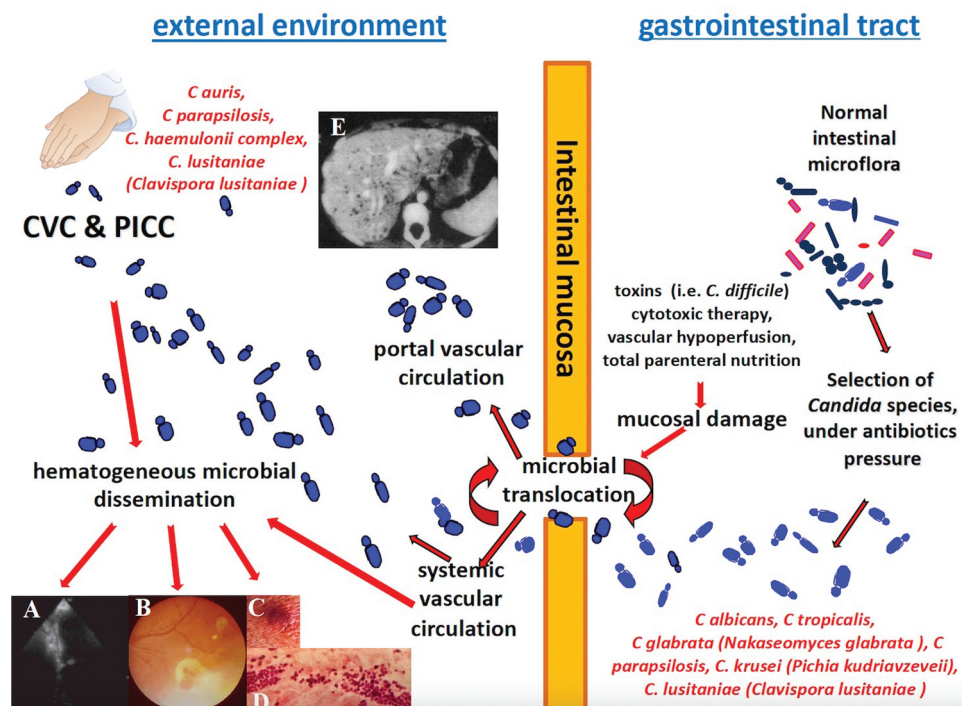 external environment
gastrointestinal tract
C auris,
C parapsilosis,
C. haemulonii complex,
C. lusitaniae
(Clavispora lusitaniae )
CVC & PICC
E
portal vascular
circulation
hematogeneous microbial
dissemination
systemic
vascular
circulation
A
B
C
D
Intestinal mucosa
microbial
translocation
Normal
intestinal
microflora
toxins (i.e. C. difficile)
cytotoxic therapy,
vascular hypoperfusion,
total parenteral nutrition
mucosal damage
Selection of
Candida species,
under antibiotics
pressure
C albicans, C tropicalis,
C glabrata (Nakaseomyces glabrata ), C
parapsilosis, C. krusei (Pichia kudriavzeveii),
C. lusitaniae (Clavispora lusitaniae )